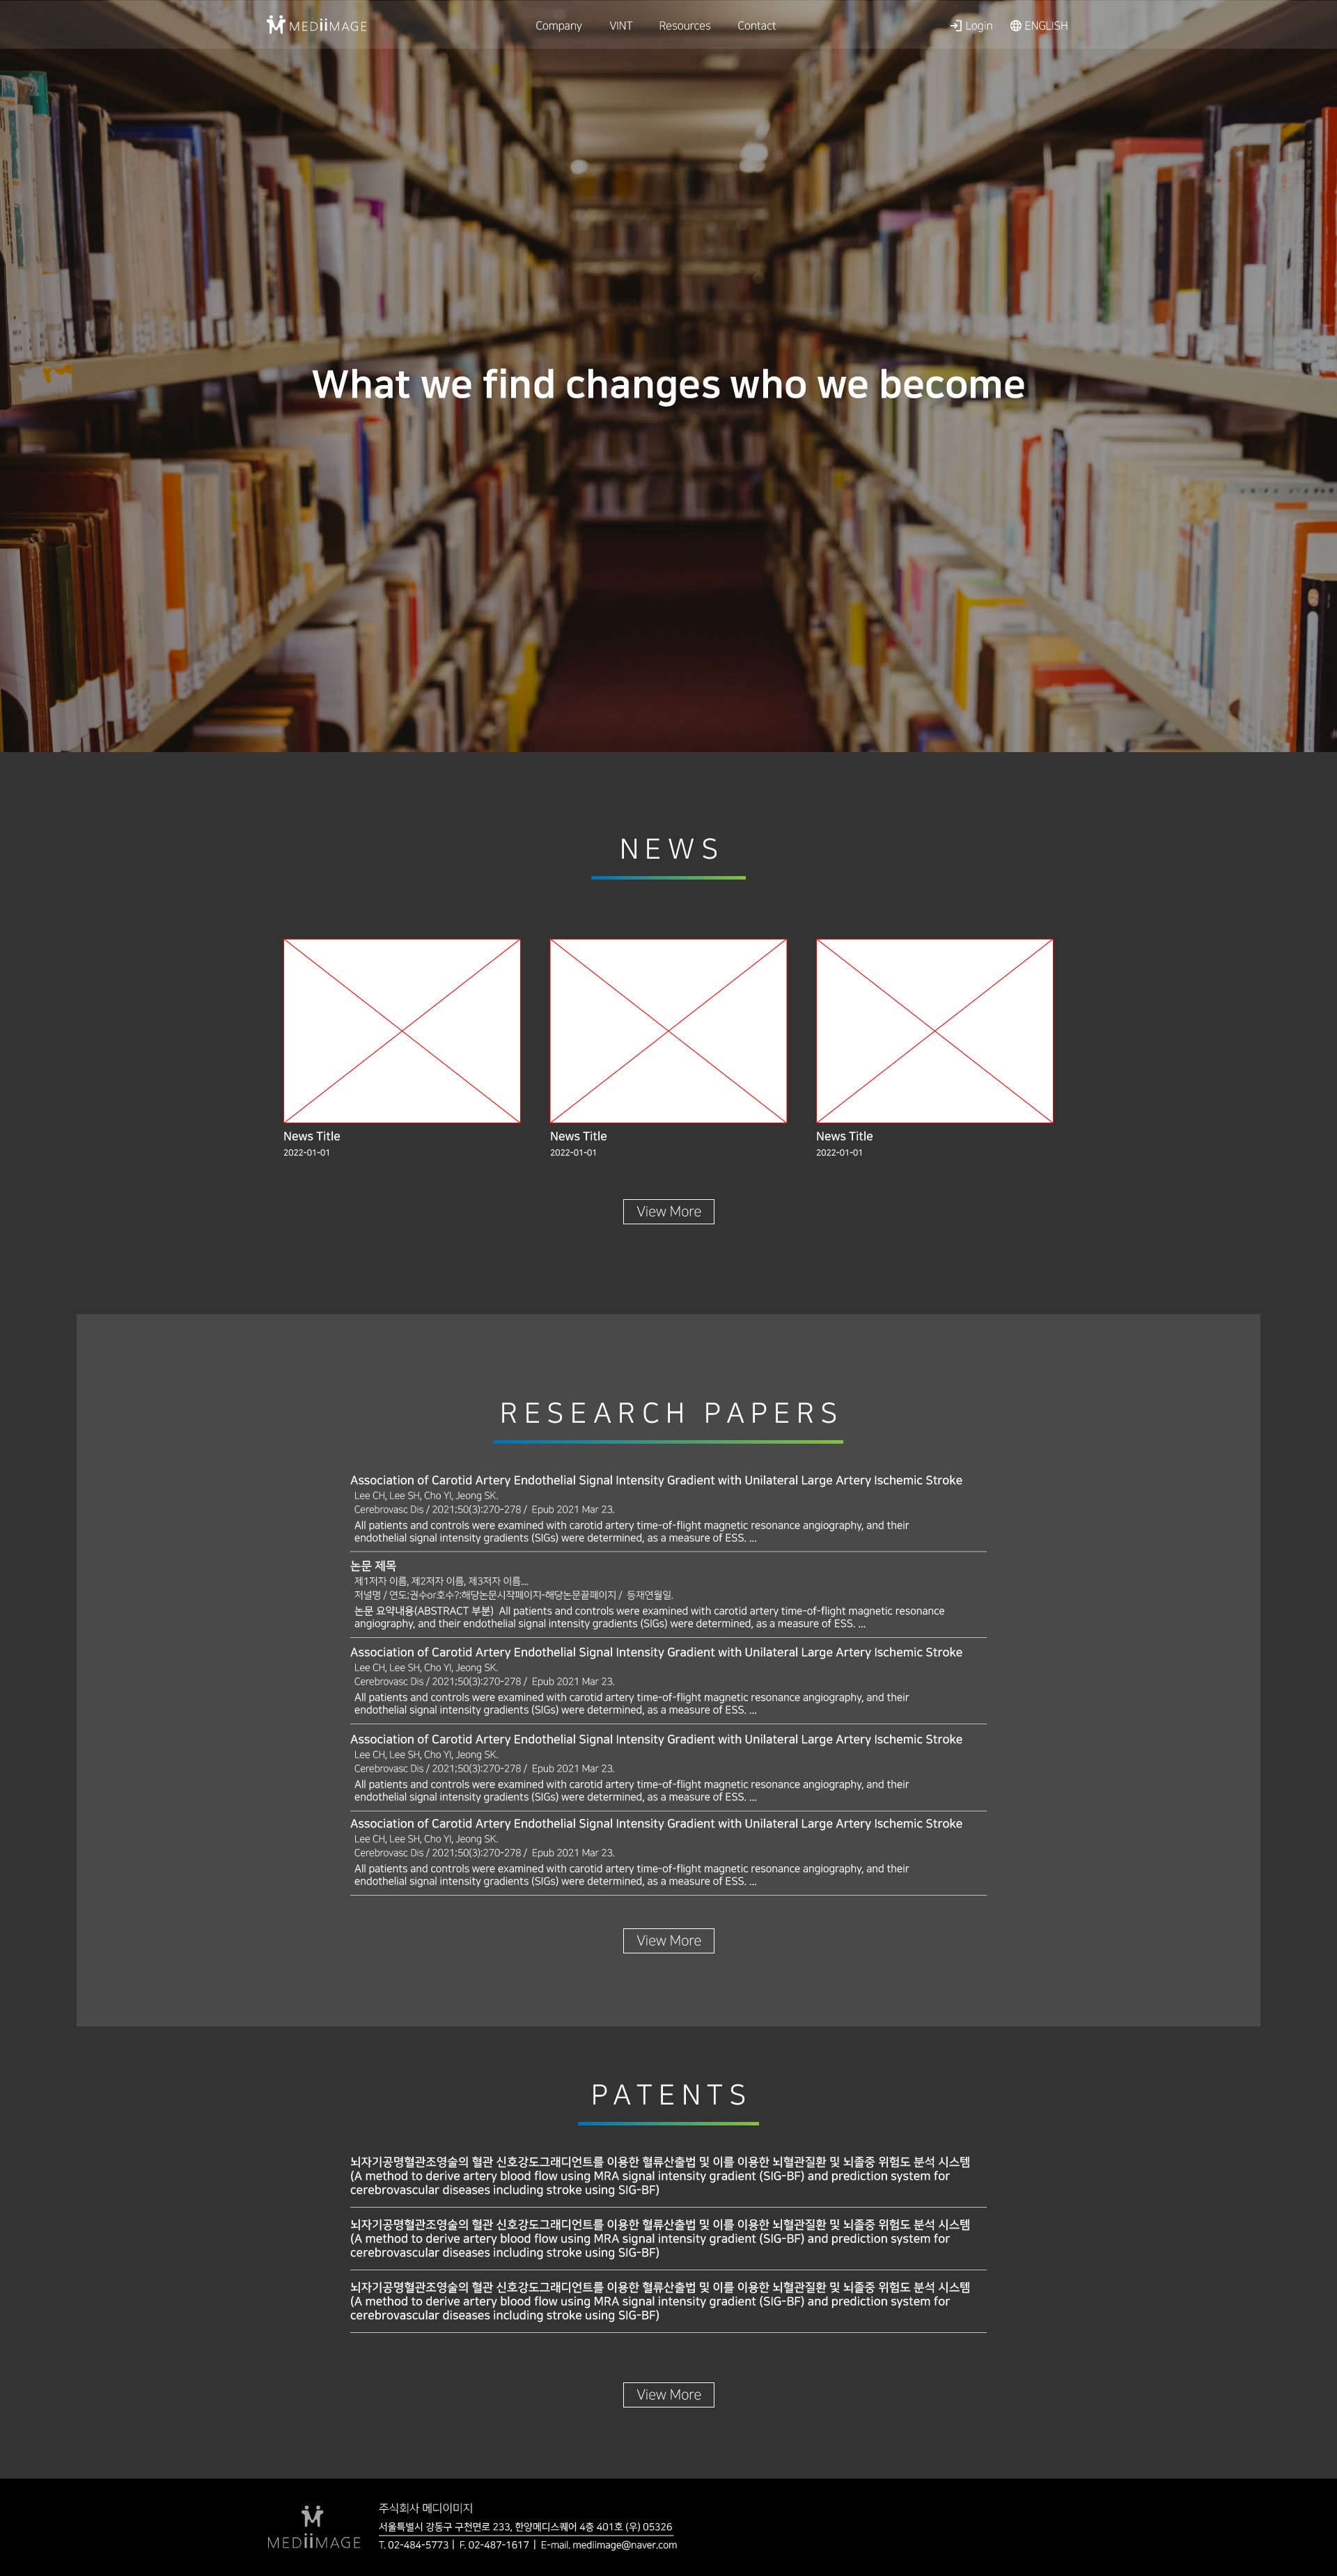 MEDiiMAGE
Company VINT Resources Contact
Login ENGLISH
What we find changes who we become
NEWS
News Title
2022-01-01
News Title
2022-01-01
News Title
2022-01-01
View More
RESEARCH PAPERS
Association of Carotid Artery Endothelial Signal Intensity Gradient with Unilateral Large Artery Ischemic Stroke
Lee CH, Lee SH, Cho YI, Jeong SK.
Cerebrovasc Dis / 2021;50(3):270-278 / Epub 2021 Mar 23.
All patients and controls were examined with carotid artery time-of-flight magnetic resonance angiography, and their
endothelial signal intensity gradients (SIGs) were determined, as a measure of ESS. ...
논문 제목
제1저자 이름, 제2저자 이름, 제3저자 이름....
저널명 / 연도;권수or호수?:해당논문시작페이지-해당논문끝페이지 / 등재연월일.
논문 요약내용(ABSTRACT 부분) All patients and controls were examined with carotid artery time-of-flight magnetic resonance
angiography, and their endothelial signal intensity gradients (SIGs) were determined, as a measure of ESS. ...
Association of Carotid Artery Endothelial Signal Intensity Gradient with Unilateral Large Artery Ischemic Stroke
Lee CH, Lee SH, Cho YI, Jeong SK.
Cerebrovasc Dis / 2021;50(3):270-278 / Epub 2021 Mar 23.
All patients and controls were examined with carotid artery time-of-flight magnetic resonance angiography, and their
endothelial signal intensity gradients (SIGs) were determined, as a measure of ESS. ...
Association of Carotid Artery Endothelial Signal Intensity Gradient with Unilateral Large Artery Ischemic Stroke
Lee CH, Lee SH, Cho YI, Jeong SK.
Cerebrovasc Dis / 2021;50(3):270-278 / Epub 2021 Mar 23.
All patients and controls were examined with carotid artery time-of-flight magnetic resonance angiography, and their
endothelial signal intensity gradients (SIGs) were determined, as a measure of ESS. ...
Association of Carotid Artery Endothelial Signal Intensity Gradient with Unilateral Large Artery Ischemic Stroke
Lee CH, Lee SH, Cho YI, Jeong SK.
Cerebrovasc Dis / 2021;50(3):270-278 / Epub 2021 Mar 23.
All patients and controls were examined with carotid artery time-of-flight magnetic resonance angiography, and their
endothelial signal intensity gradients (SIGs) were determined, as a measure of ESS. ...
View More
PATENTS
뇌자기공명혈관조영술의 혈관 신호강도그래디언트를 이용한 혈류산출법 및 이를 이용한 뇌혈관질환 및 뇌졸중 위험도 분석 시스템
(A method to derive artery blood flow using MRA signal intensity gradient (SIG-BF) and prediction system for
cerebrovascular diseases including stroke using SIG-BF)
뇌자기공명혈관조영술의 혈관 신호강도그래디언트를 이용한 혈류산출법 및 이를 이용한 뇌혈관질환 및 뇌졸중 위험도 분석 시스템
(A method to derive artery blood flow using MRA signal intensity gradient (SIG-BF) and prediction system for
cerebrovascular diseases including stroke using SIG-BF)
뇌자기공명혈관조영술의 혈관 신호강도그래디언트를 이용한 혈류산출법 및 이를 이용한 뇌혈관질환 및 뇌졸중 위험도 분석 시스템
(A method to derive artery blood flow using MRA signal intensity gradient (SIG-BF) and prediction system for
cerebrovascular diseases including stroke using SIG-BF)
View More
MEDiiMAGE
주식회사 메디이미지
서울특별시 강동구 구천면로 233, 한양메디스퀘어 4층 401호 (우) 05326
T. 02-484-5773 | F. 02-487-1617 | E-mail. mediimage@naver.com